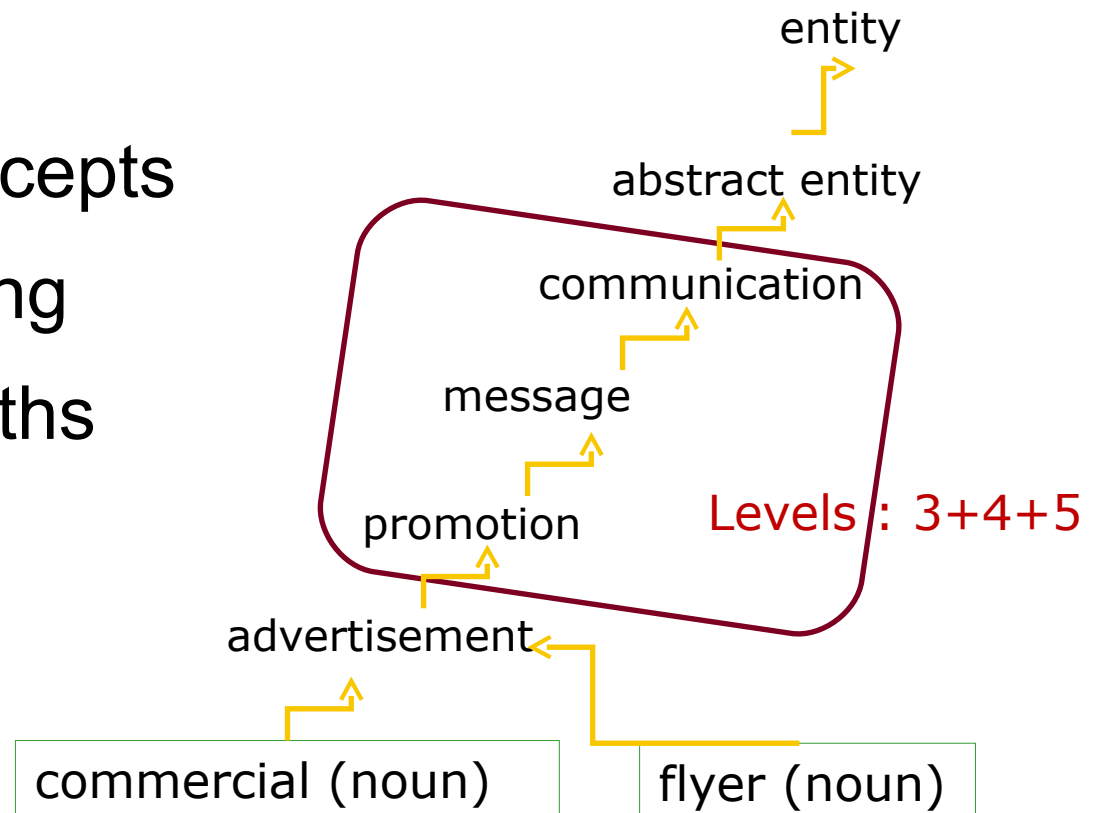 entity
cepts
abstract entity
ng
communication
ths
message
promotion
Levels : 3+4+5
advertisement
commercial (noun)
flyer (noun)